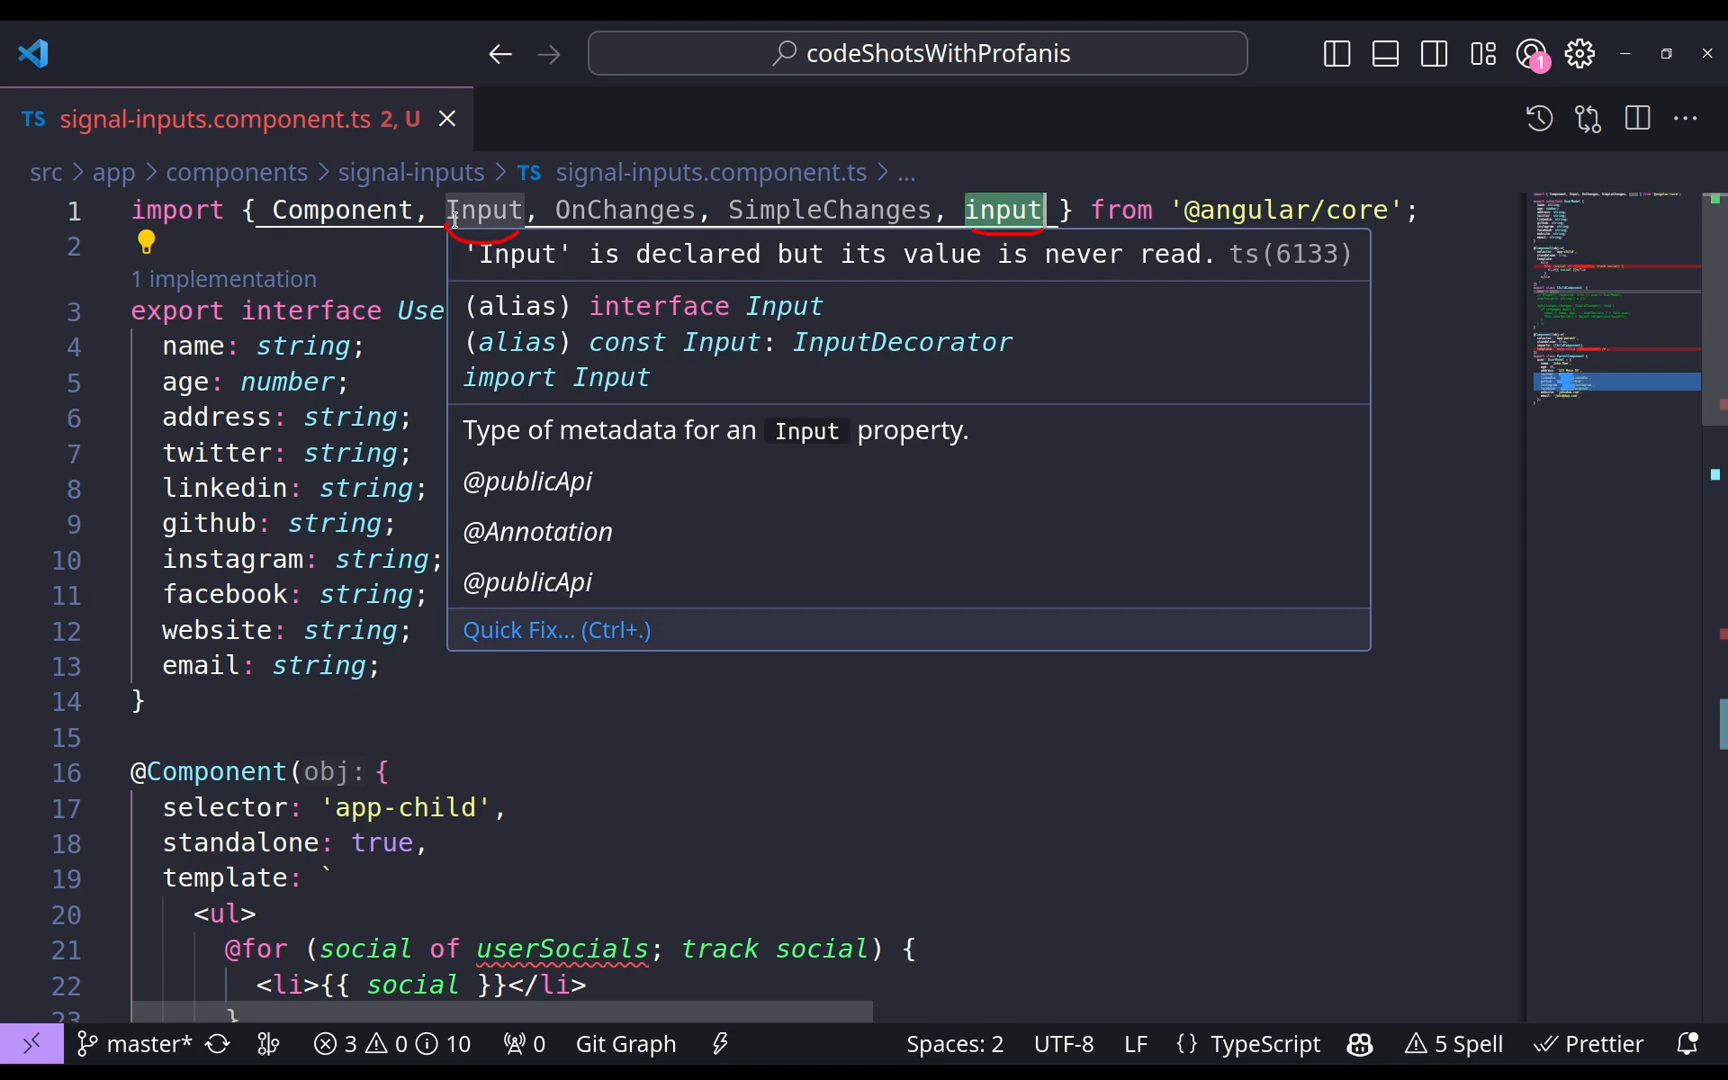 codeShotsWithProfanis
1
TS signal-inputs.component.ts 2, U
src > app > components > signal-inputs > TS signal-inputs.component.ts > ...
1 import { Component, Input, OnChanges, SimpleChanges, input } from '@angular/core';
2
'Input' is declared but its value is never read. ts(6133)
1 implementation
(alias) interface Input
3 export interface Use
(alias) const Input: InputDecorator
4 name: string;
import Input
5 age: number;
6 address: string;
Type of metadata for an Input property.
7 twitter: string;
@publicApi
8 linkedin: string;
9 github: string;
@Annotation
10 instagram: string;
@publicApi
11 facebook: string;
12 website: string;
Quick Fix... (Ctrl+.)
13 email: string;
14 }
15
16 @Component(obj: {
17 selector: 'app-child',
18 standalone: true,
19 template: `
20 <ul>
21 @for (social of userSocials; track social) {
22 <li>{{ social }}</li>
23 }
master* 3 0 10 0 Git Graph Spaces: 2 UTF-8 LF {} TypeScript 5 Spell Prettier